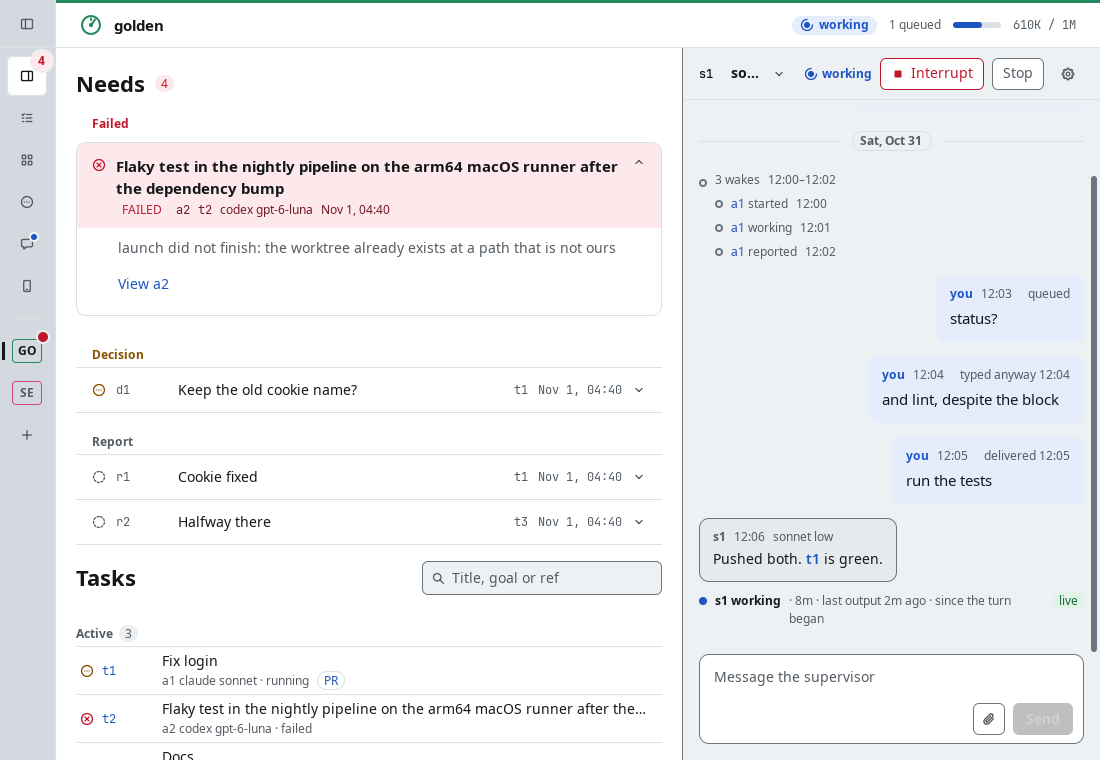 golden
working
1 queued
610K / 1M
4
Needs 4
Failed
Flaky test in the nightly pipeline on the arm64 macOS runner after
the dependency bump
FAILED a2 t2 codex gpt-6-luna Nov 1, 04:40
launch did not finish: the worktree already exists at a path that is not ours
View a2
Decision
d1 Keep the old cookie name? t1 Nov 1, 04:40
Report
r1 Cookie fixed t1 Nov 1, 04:40
r2 Halfway there t3 Nov 1, 04:40
Tasks
Title, goal or ref
Active 3
t1 Fix login
a1 claude sonnet · running PR
t2 Flaky test in the nightly pipeline on the arm64 macOS runner after the...
a2 codex gpt-6-luna · failed
Docs
GO
SE
s1 so... working Interrupt Stop
Sat, Oct 31
3 wakes 12:00–12:02
a1 started 12:00
a1 working 12:01
a1 reported 12:02
you 12:03 queued
status?
you 12:04 typed anyway 12:04
and lint, despite the block
you 12:05 delivered 12:05
run the tests
s1 12:06 sonnet low
Pushed both. t1 is green.
s1 working · 8m · last output 2m ago · since the turn
began
live
Message the supervisor
Send